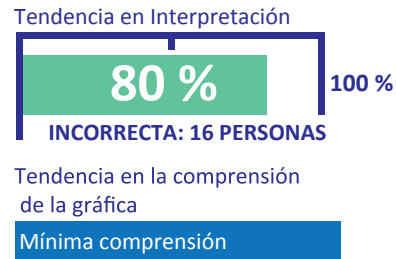 Tendencia en Interpretación
80 %
100 %
INCORRECTA: 16 PERSONAS
Tendencia en la comprensión
de la gráfica
Mínima comprensión